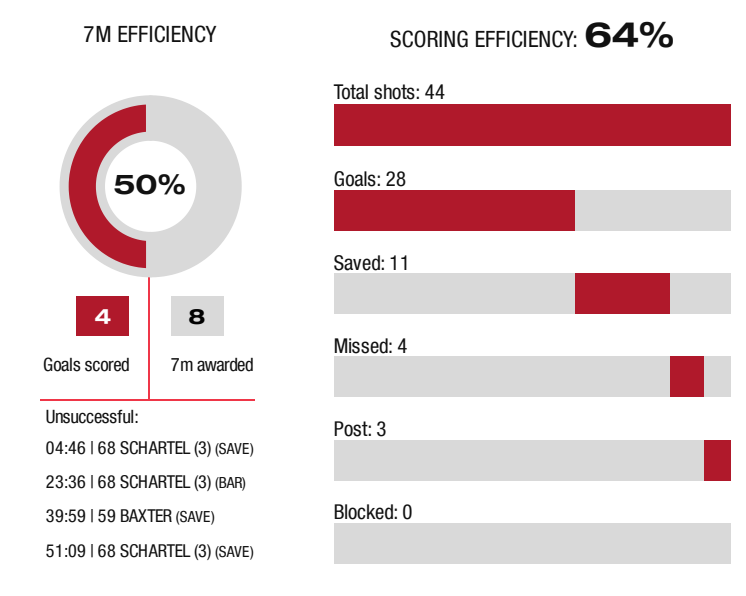 7M EFFICIENCY
50%
4
8
Goals scored
7m awarded
Unsuccessful:
04:46 | 68 SCHARTEL (3) (SAVE)
23:36 | 68 SCHARTEL (3) (BAR)
39:59 | 59 BAXTER (SAVE)
51:09 | 68 SCHARTEL (3) (SAVE)
SCORING EFFICIENCY: 64%
Total shots: 44
Goals: 28
Saved: 11
Missed: 4
Post: 3
Blocked: 0